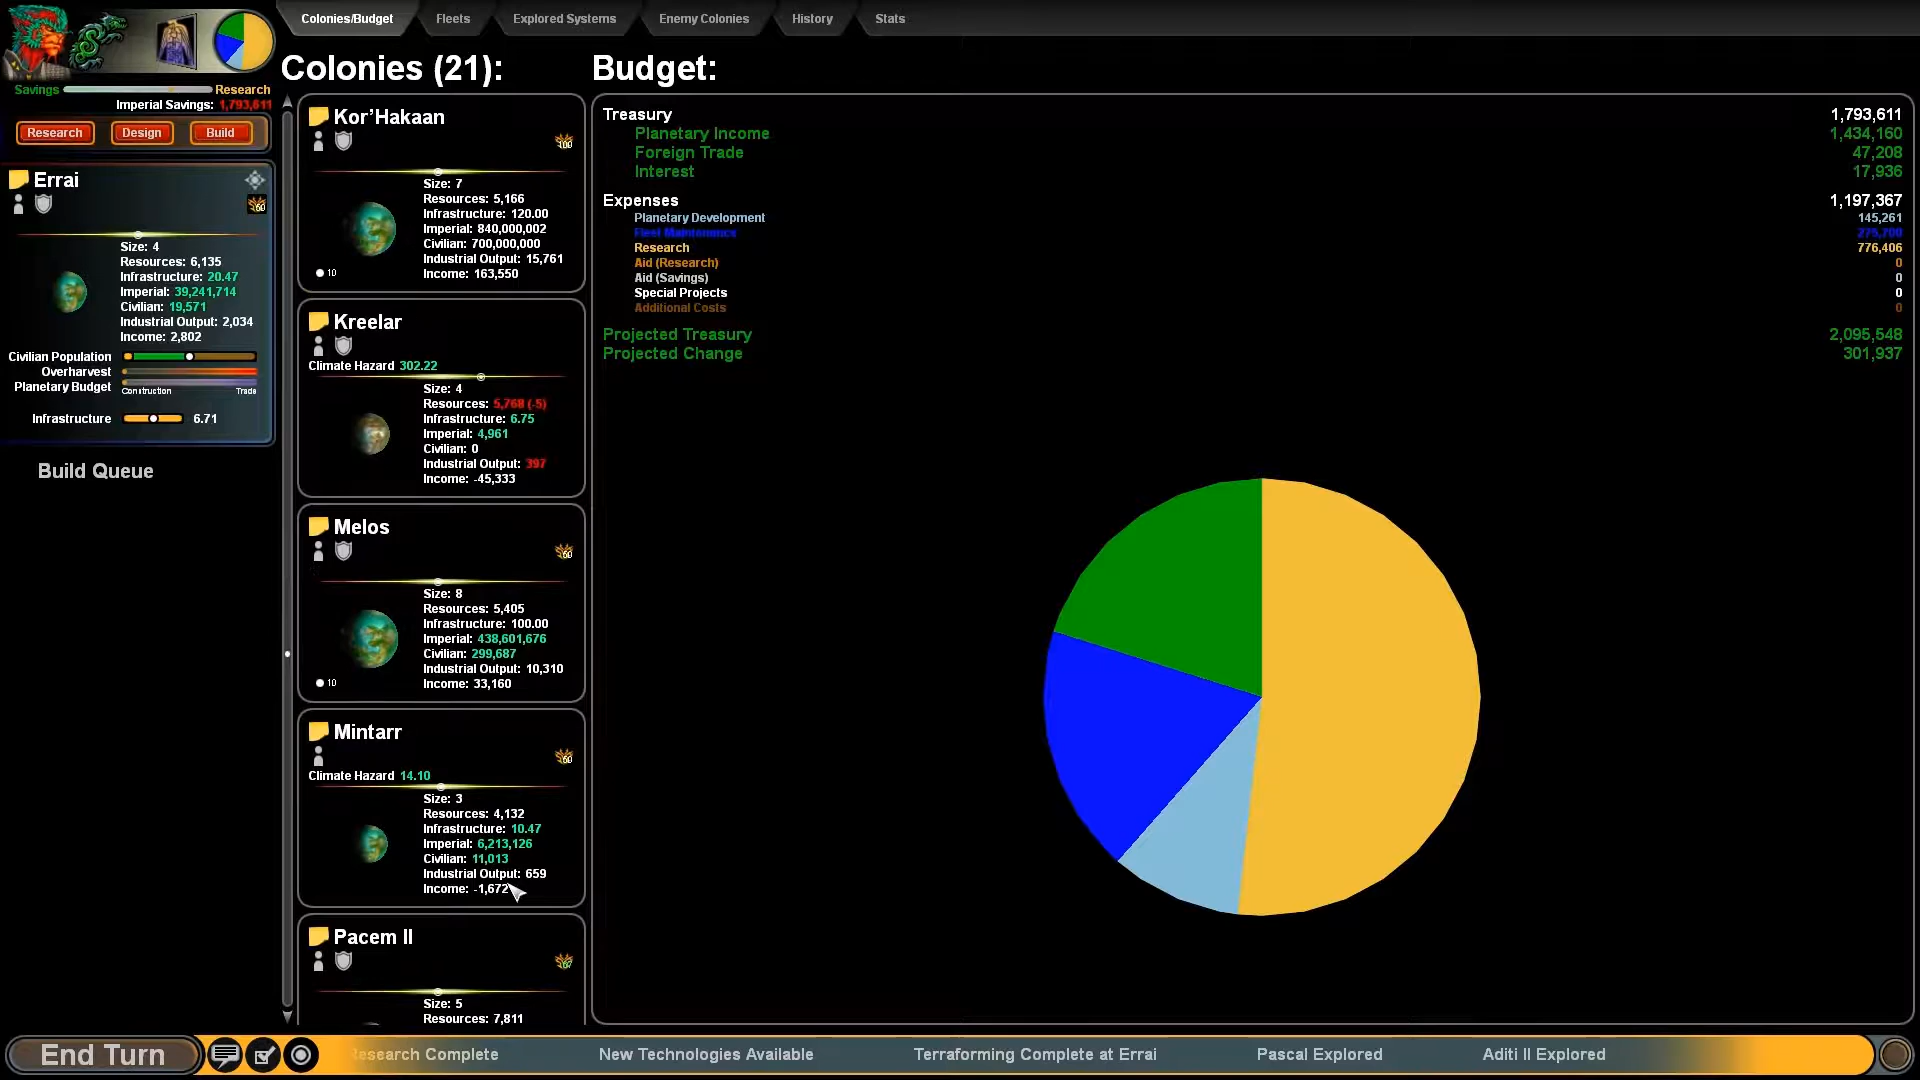 Colonies/Budget
Fleets
Explored Systems
Enemy Colonies
History
Stats
Savings
Research
Imperial Savings: 1,793,611
Research
Design
Build
Errai
60
Size: 4
Resources: 6,135
Infrastructure: 20.47
Imperial: 39,241,714
Civilian: 19,571
Industrial Output: 2,034
Income: 2,802
Civilian Population
Overharvest
Planetary Budget
Construction
Trade
Infrastructure
6.71
Build Queue
Colonies (21):
Kor'Hakaan
100
Size: 7
Resources: 5,166
Infrastructure: 120.00
Imperial: 840,000,002
Civilian: 700,000,000
Industrial Output: 15,761
Income: 163,550
10
Kreelar
Climate Hazard 302.22
Size: 4
Resources: 5,768 (-5)
Infrastructure: 6.75
Imperial: 4,961
Civilian: 0
Industrial Output: 397
Income: -45,333
Melos
60
Size: 8
Resources: 5,405
Infrastructure: 100.00
Imperial: 438,601,676
Civilian: 299,687
Industrial Output: 10,310
Income: 33,160
10
Mintarr
60
Climate Hazard 14.10
Size: 3
Resources: 4,132
Infrastructure: 10.47
Imperial: 6,213,126
Civilian: 11,013
Industrial Output: 659
Income: -1,672
Pacem II
Size: 5
Resources: 7,811
Budget:
Treasury 1,793,611
Planetary Income 1,434,160
Foreign Trade 47,208
Interest 17,936
Expenses 1,197,367
Planetary Development 145,261
Fleet Maintenance 275,700
Research 776,406
Aid (Research) 0
Aid (Savings) 0
Special Projects 0
Additional Costs 0
Projected Treasury 2,095,548
Projected Change 301,937
End Turn
Research Complete
New Technologies Available
Terraforming Complete at Errai
Pascal Explored
Aditi II Explored